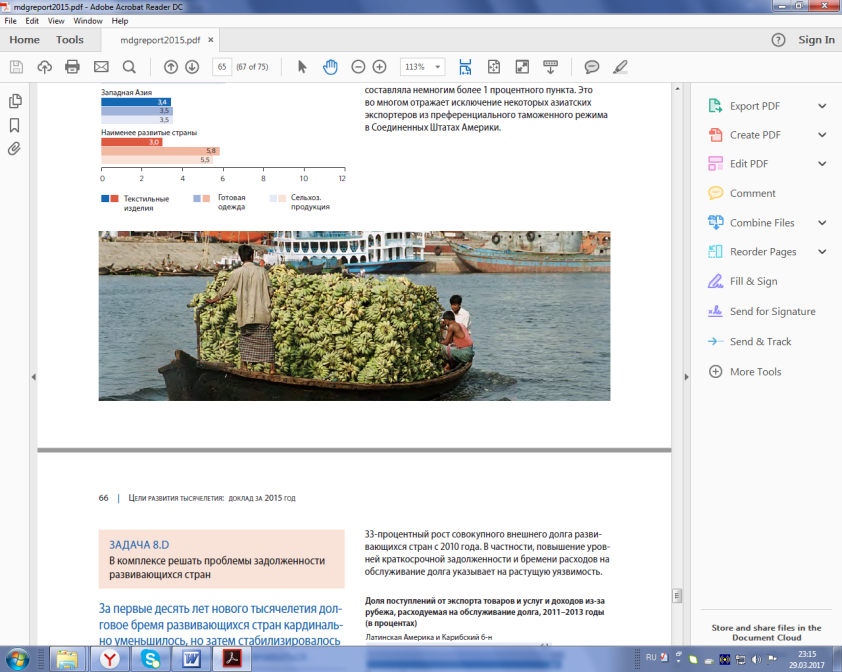 mdgreport2015.pdf - Adobe Acrobat Reader DC
File Edit View Window Help
Home Tools mdgreport2015.pdf × Sign In
65 (67 of 75) 113%
Западная Азия
3,4
3,5
3,5
Наименее развитые страны
3,0
5,8
5,5
0 2 4 6 8 10 12
Текстильные
изделия
Готовая
одежда
Сельхоз.
продукция
составляла немногим более 1 процентного пункта. Это
во многом отражает исключение некоторых азиатских
экспортеров из преференциального таможенного режима
в Соединенных Штатах Америки.
66 | Цели развития тысячелетия: доклад за 2015 год
ЗАДАЧА 8.D
В комплексе решать проблемы задолженности
развивающихся стран
За первые десять лет нового тысячелетия дол-
говое бремя развивающихся стран кардиналь-
но уменьшилось, но затем стабилизировалось
33-процентный рост совокупного внешнего долга разви-
вающихся стран с 2010 года. В частности, повышение уров-
ней краткосрочной задолженности и бремени расходов на
обслуживание долга указывает на растущую уязвимость.
Доля поступлений от экспорта товаров и услуг и доходов из-за
рубежа, расходуемая на обслуживание долга, 2011–2013 годы
(в процентах)
Латинская Америка и Карибский б-н
Export PDF
Create PDF
Edit PDF
Comment
Combine Files
Reorder Pages
Fill & Sign
Send for Signature
Send & Track
More Tools
Store and share files in the
Document Cloud
RU
23:15
29.03.2017